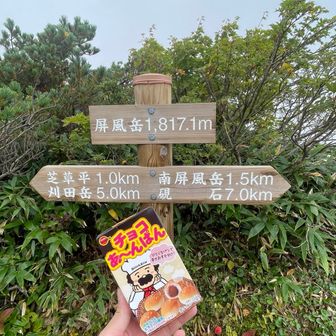 屏風岳1,817.1m
芝草平 1.0km
刈田岳 5.0km
南屏風岳 1.5km
硯石 7.0km
チョコ
あ〜んぱん